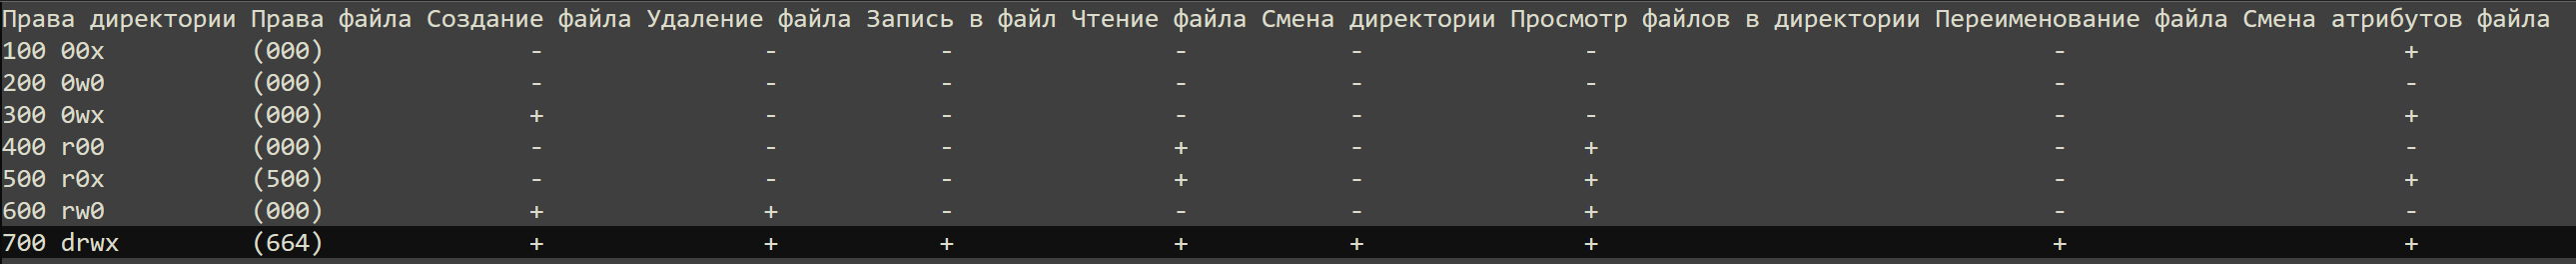 Права директории Права файла Создание файла Удаление файла Запись в файл Чтение файла Смена директории Просмотр файлов в директории Переименование файла Смена атрибутов файла
100 00x (000) - - - - - - - +
200 0w0 (000) - - - - - - - -
300 0wx (000) + - - - - - - +
400 r00 (000) - - - + - + - -
500 r0x (500) - - - + - + - +
600 rw0 (000) + + - - - + - -
700 drwx (664) + + + + + + + +